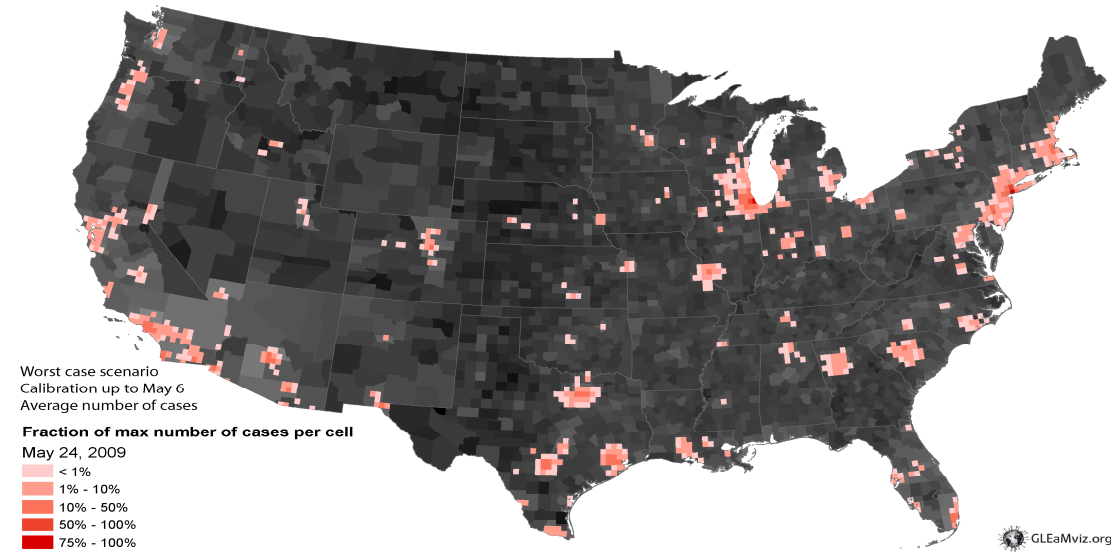 Worst case scenario
Calibration up to May 6
Average number of cases
Fraction of max number of cases per cell
May 24, 2009
< 1%
1% - 10%
10% - 50%
50% - 100%
75% - 100%
GLEaMviz.org